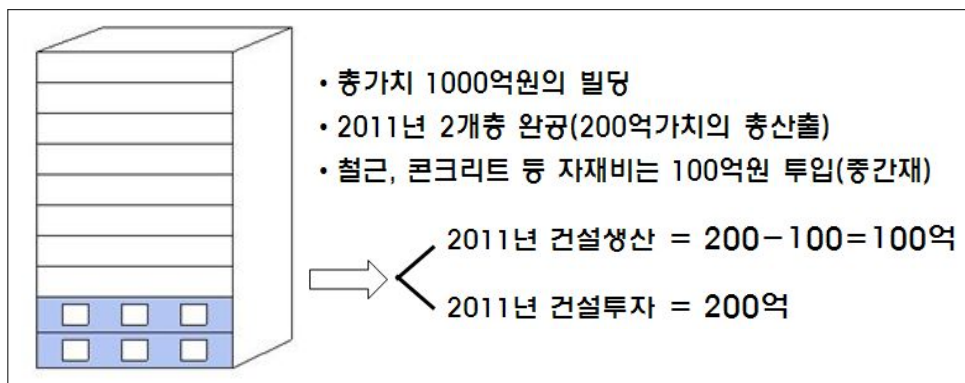 • 총가치 1000억원의 빌딩
• 2011년 2개층 완공(200억가치의 총산출)
• 철근, 콘크리트 등 자재비는 100억원 투입(중간재)
2011년 건설생산 = 200-100=100억
2011년 건설투자 = 200억